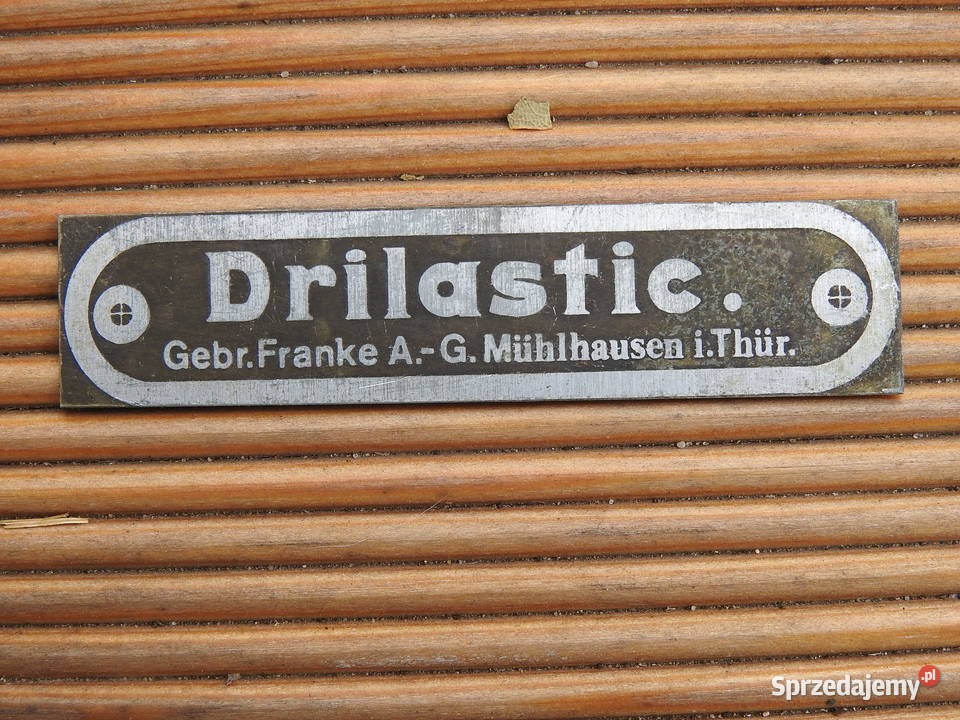 Drilastic.
Gebr. Franke A.-G. Mühlhausen i. Thür.
Sprzedajemy.pl